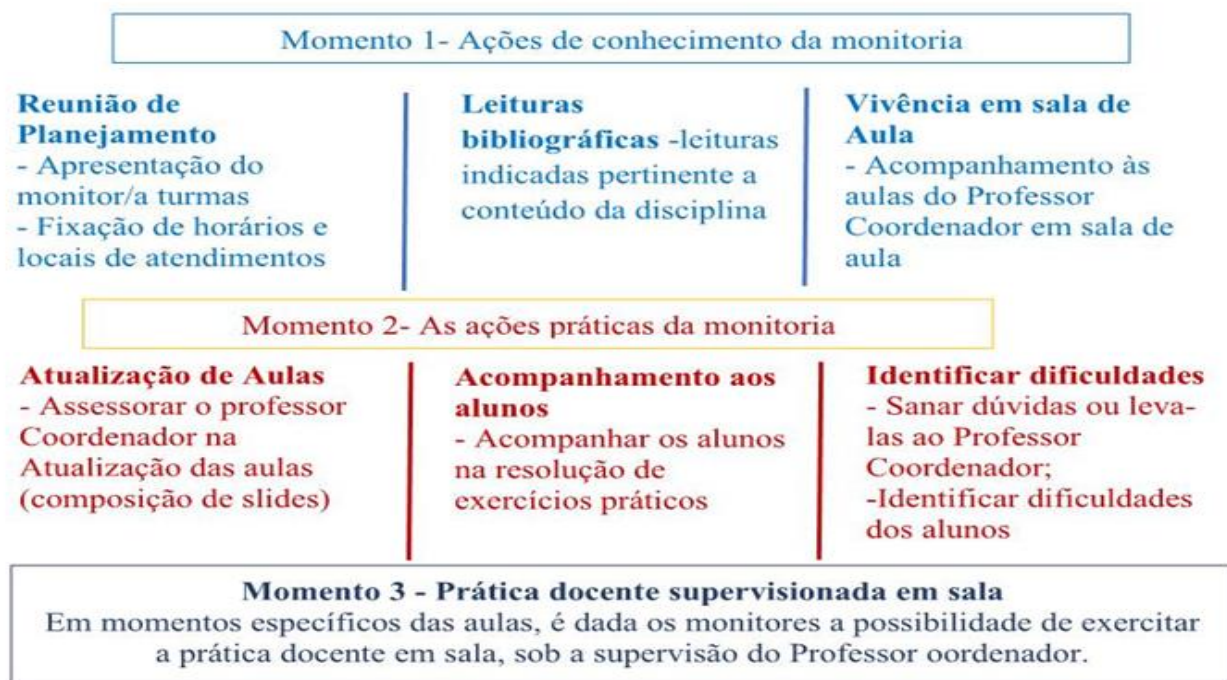 Momento 1- Ações de conhecimento da monitoria
Reunião de
Planejamento
- Apresentação do
monitor/a turmas
- Fixação de horários e
locais de atendimentos
Leituras
bibliográficas -leituras
indicadas pertinente a
conteúdo da disciplina
Vivência em sala de
Aula
- Acompanhamento às
aulas do Professor
Coordenador em sala de
aula
Momento 2- As ações práticas da monitoria
Atualização de Aulas
- Assessorar o professor
Coordenador na
Atualização das aulas
(composição de slides)
Acompanhamento aos
alunos
- Acompanhar os alunos
na resolução de
exercícios práticos
Identificar dificuldades
- Sanar dúvidas ou leva-
las ao Professor
Coordenador;
-Identificar dificuldades
dos alunos
Momento 3 - Prática docente supervisionada em sala
Em momentos específicos das aulas, é dada os monitores a possibilidade de exercitar
a prática docente em sala, sob a supervisão do Professor oordenador.